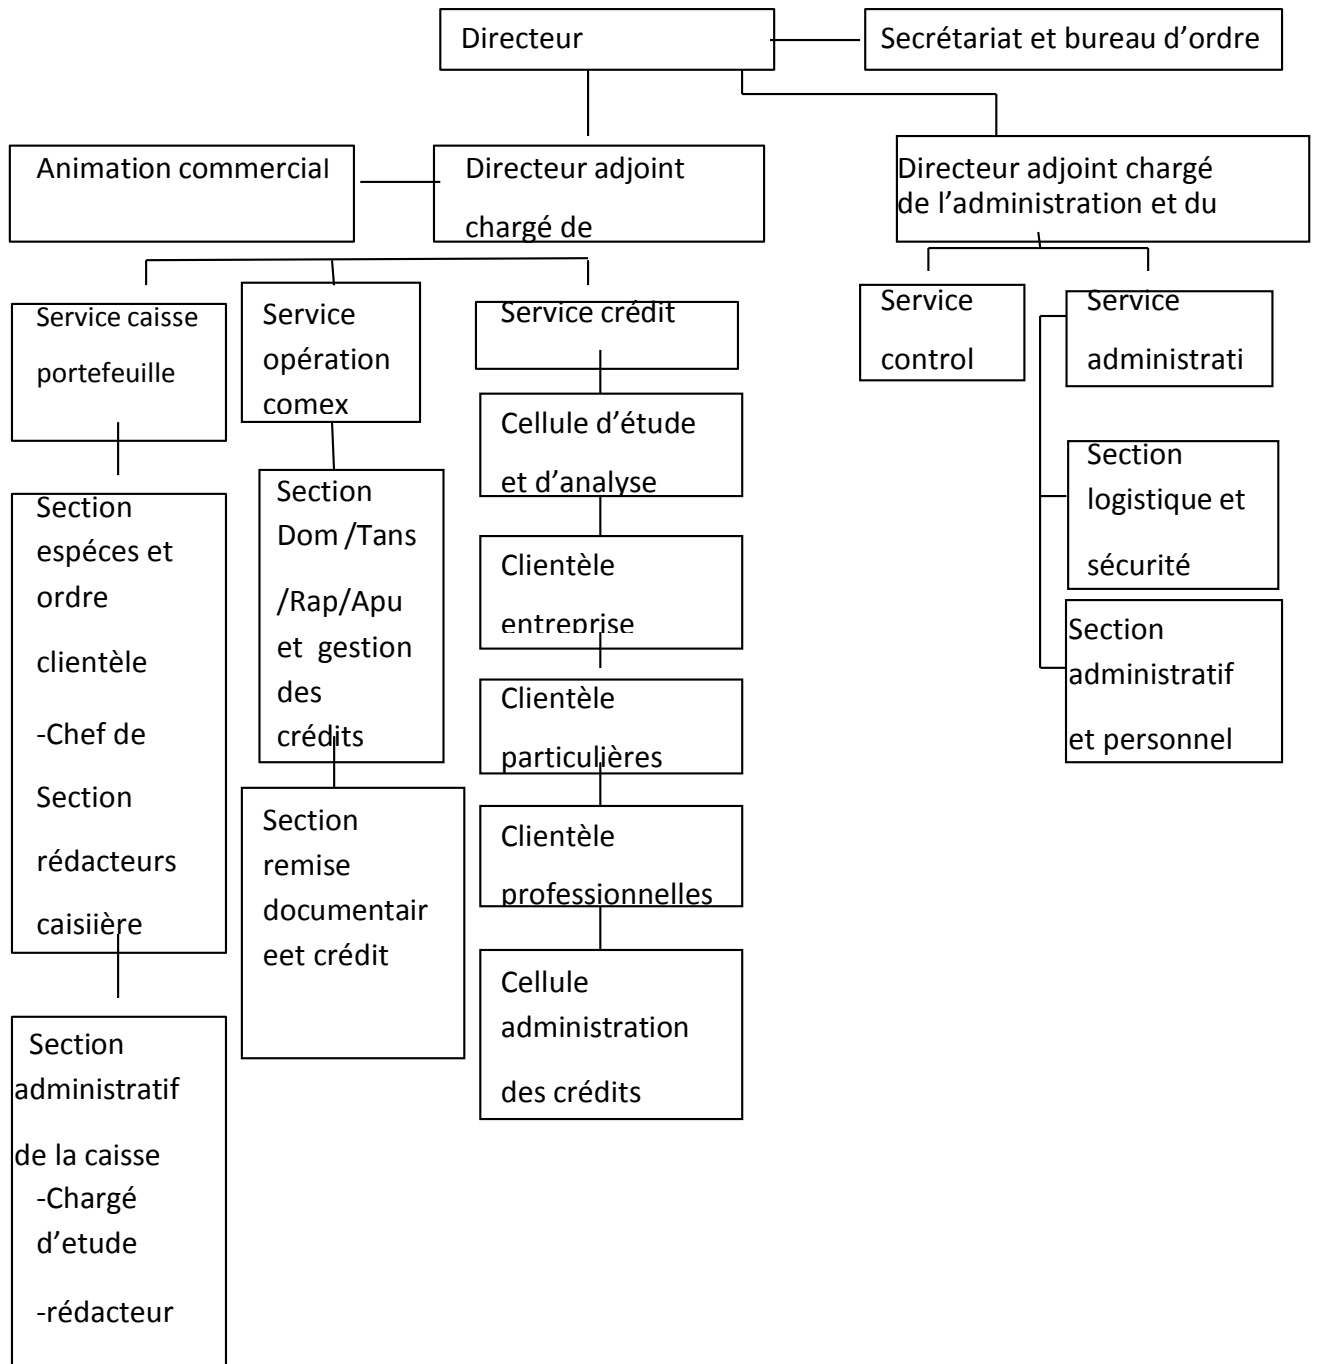 Directeur
Secrétariat et bureau d’ordre
Animation commercial
Directeur adjoint
chargé de
Directeur adjoint chargé
de l’administration et du
Service caisse
portefeuille
Service
opération
comex
Service crédit
Service
control
Service
administrati
Cellule d’étude
et d’analyse
Section
logistique et
sécurité
Section
espéces et
ordre
clientèle
-Chef de
Section
rédacteurs
caisiière
Section
Dom /Tans
/Rap/Apu
et gestion
des
crédits
Clientèle
entreprise
Section
administratif
et personnel
Clientèle
particulières
Section
remise
documentair
eet crédit
Clientèle
professionnelles
Cellule
administration
des crédits
Section
administratif
de la caisse
-Chargé
d’etude
-rédacteur